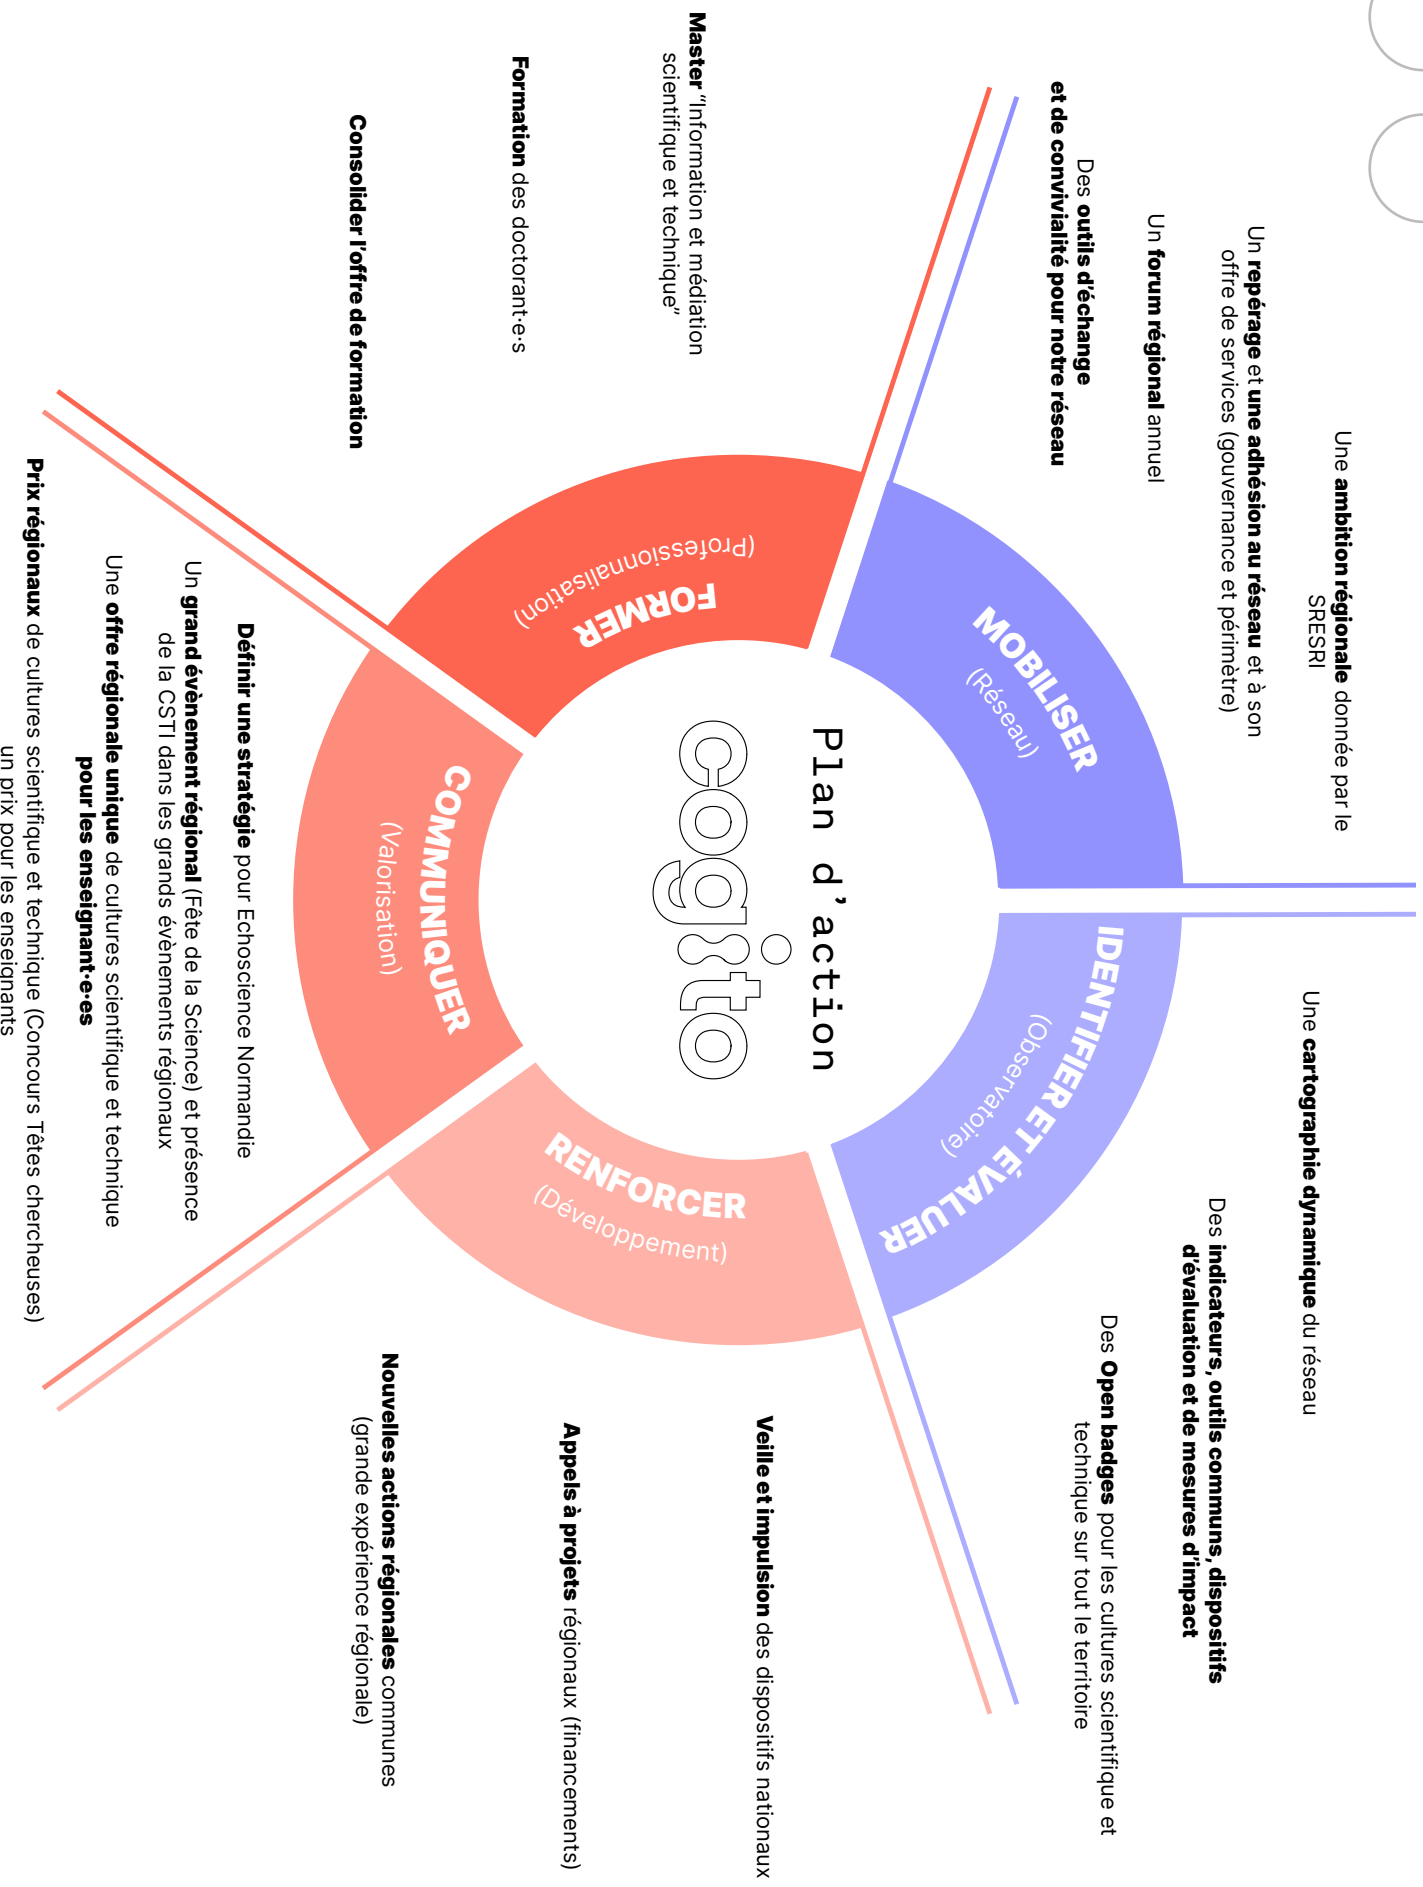 Plan d'action
cogito
MOBILISER
(Réseau)
Une ambition régionale donnée par le
SRESRI
Un repérage et une adhésion au réseau et à son
offre de services (gouvernance et périmètre)
Un forum régional annuel
Des outils d'échange
et de convivialité pour notre réseau
IDENTIFIER ET ÉVALUER
(Observatoire)
Une cartographie dynamique du réseau
Des indicateurs, outils communs, dispositifs
d'évaluation et de mesures d'impact
Des Open badges pour les cultures scientifique et
technique sur tout le territoire
RENFORCER
(Développement)
Veille et impulsion des dispositifs nationaux
Appels à projets régionaux (financements)
Nouvelles actions régionales communes
(grande expérience régionale)
COMMUNIQUER
(Valorisation)
Définir une stratégie pour Echoscience Normandie
Un grand évènement régional (Fête de la Science) et présence
de la CSTI dans les grands évènements régionaux
Une offre régionale unique de cultures scientifique et technique
pour les enseignant·e·es
Prix régionaux de cultures scientifique et technique (Concours Têtes chercheuses)
un prix pour les enseignants
FORMER
(Professionnalisation)
Master “Information et médiation
scientifique et technique”
Formation des doctorant·e·s
Consolider l'offre de formation